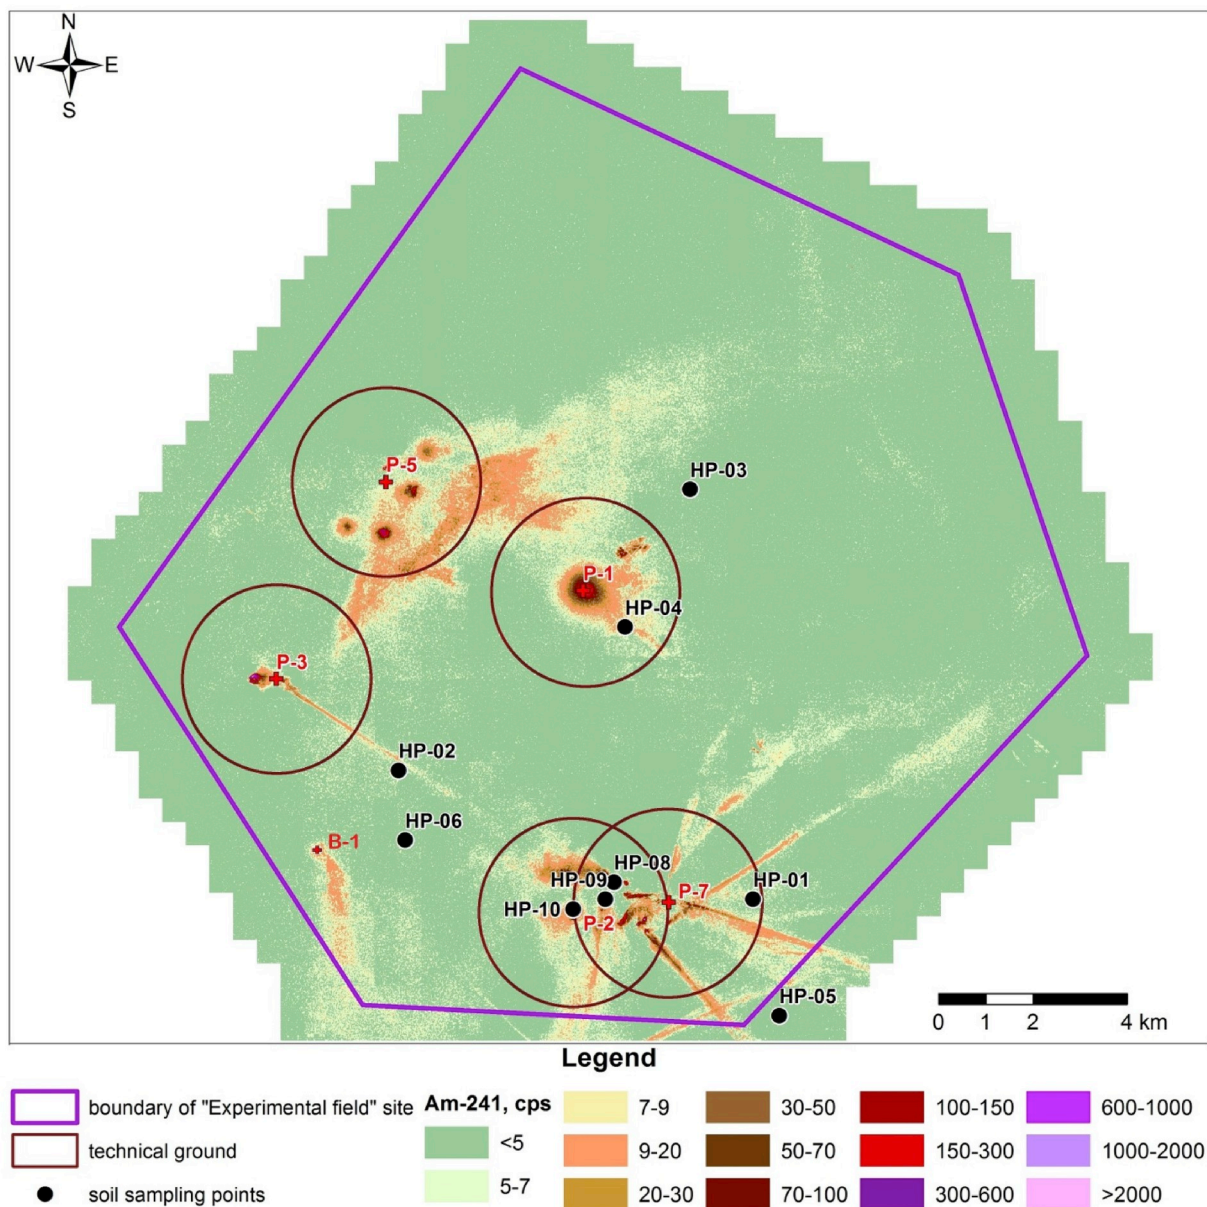 N
W E
S
P-5
HP-03
P-1
HP-04
P-3
HP-02
HP-06
B-1
HP-08
HP-09
P-7
HP-01
HP-10
P-2
HP-05
0 1 2 4 km
Legend
boundary of "Experimental field" site
technical ground
soil sampling points
Am-241, cps
<5
5-7
7-9
9-20
20-30
30-50
50-70
70-100
100-150
150-300
300-600
600-1000
1000-2000
>2000